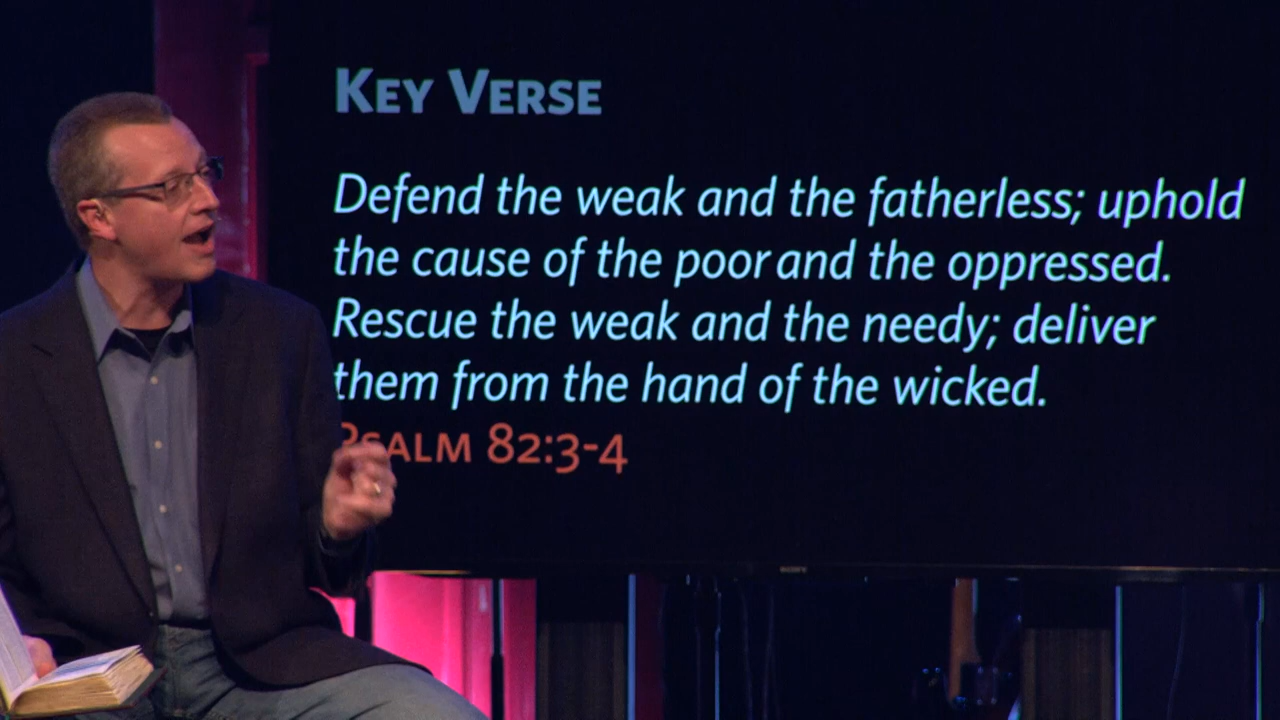 KEY VERSE
Defend the weak and the fatherless; uphold
the cause of the poor and the oppressed.
Rescue the weak and the needy; deliver
them from the hand of the wicked.
PSALM 82:3-4